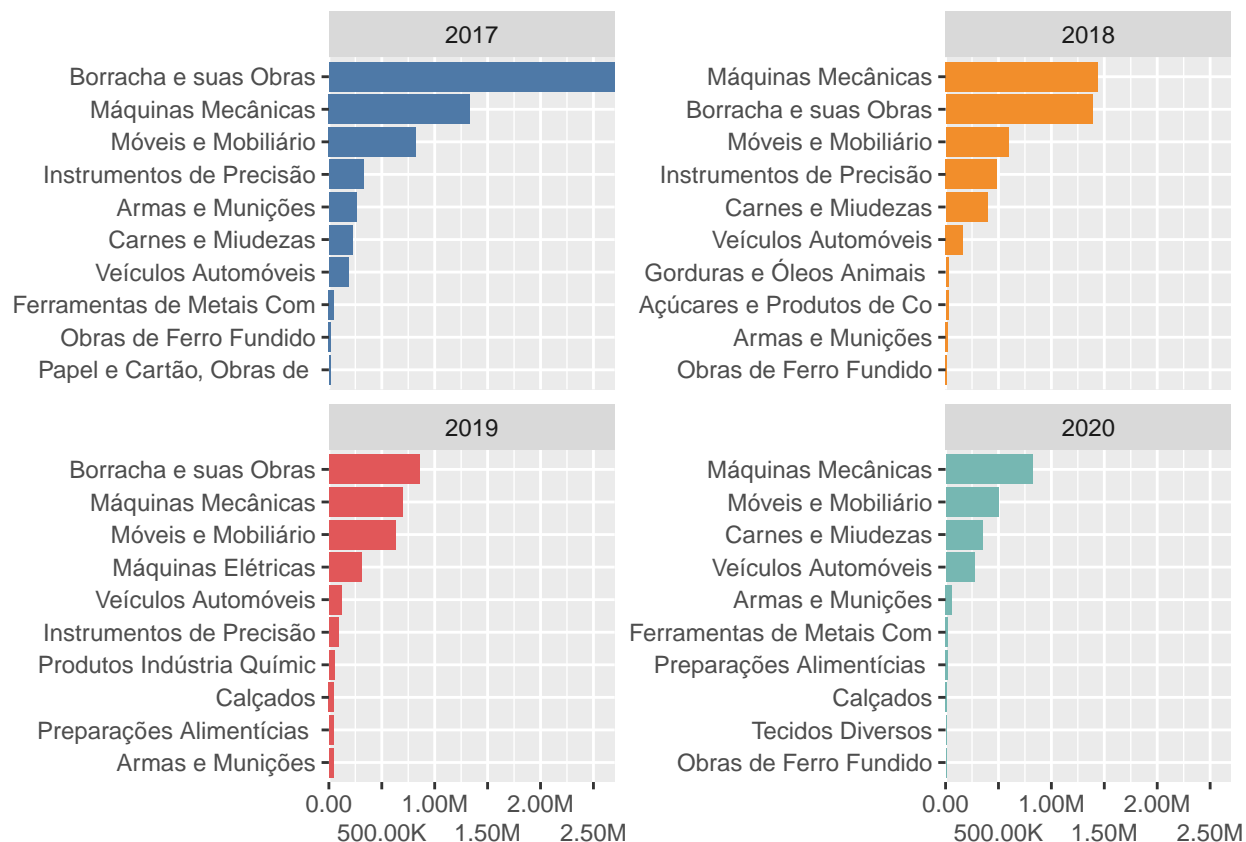 2017
Borracha e suas Obras
Máquinas Mecânicas
Móveis e Mobiliário
Instrumentos de Precisão
Armas e Munições
Carnes e Miudezas
Veículos Automóveis
Ferramentas de Metais Com
Obras de Ferro Fundido
Papel e Cartão, Obras de
2018
Máquinas Mecânicas
Borracha e suas Obras
Móveis e Mobiliário
Instrumentos de Precisão
Carnes e Miudezas
Veículos Automóveis
Gorduras e Óleos Animais
Açúcares e Produtos de Co
Armas e Munições
Obras de Ferro Fundido
2019
Borracha e suas Obras
Máquinas Mecânicas
Móveis e Mobiliário
Máquinas Elétricas
Veículos Automóveis
Instrumentos de Precisão
Produtos Indústria Químic
Calçados
Preparações Alimentícias
Armas e Munições
0.00 1.00M 2.00M
500.00K 1.50M 2.50M
2020
Máquinas Mecânicas
Móveis e Mobiliário
Carnes e Miudezas
Veículos Automóveis
Armas e Munições
Ferramentas de Metais Com
Preparações Alimentícias
Calçados
Tecidos Diversos
Obras de Ferro Fundido
0.00 1.00M 2.00M
500.00K 1.50M 2.50M